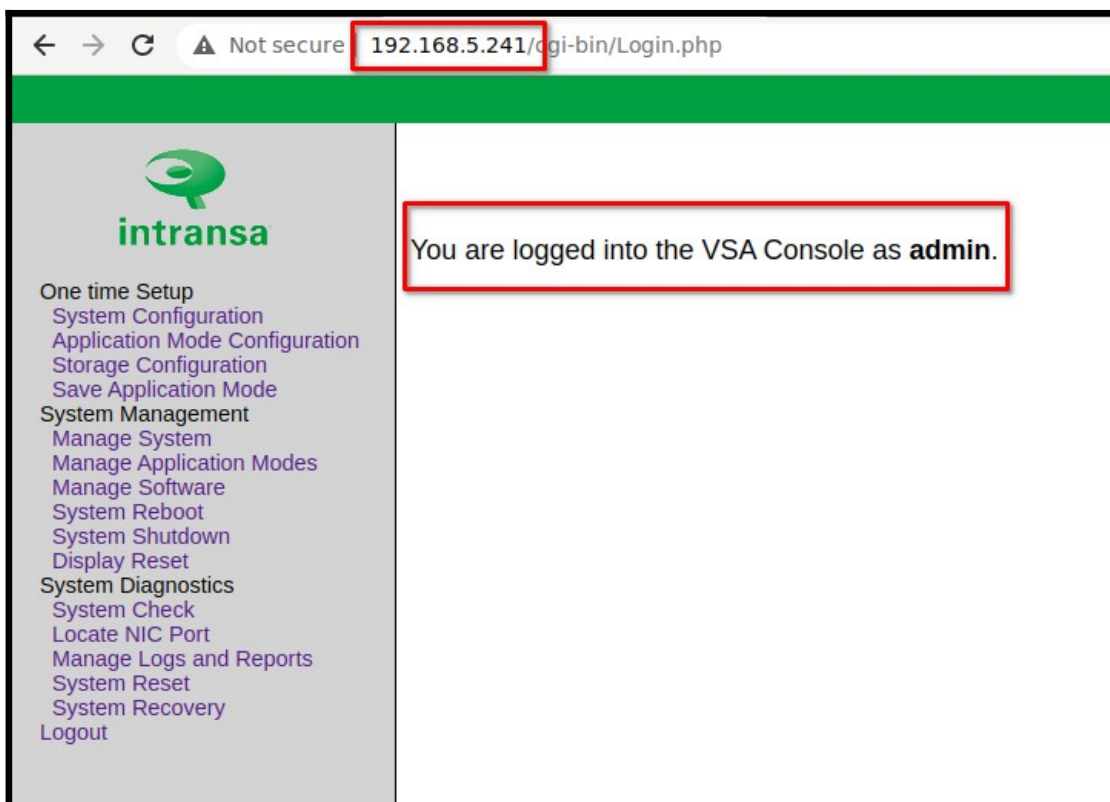 Not secure 192.168.5.241/cgi-bin/Login.php
intransa
You are logged into the VSA Console as admin.
One time Setup
System Configuration
Application Mode Configuration
Storage Configuration
Save Application Mode
System Management
Manage System
Manage Application Modes
Manage Software
System Reboot
System Shutdown
Display Reset
System Diagnostics
System Check
Locate NIC Port
Manage Logs and Reports
System Reset
System Recovery
Logout